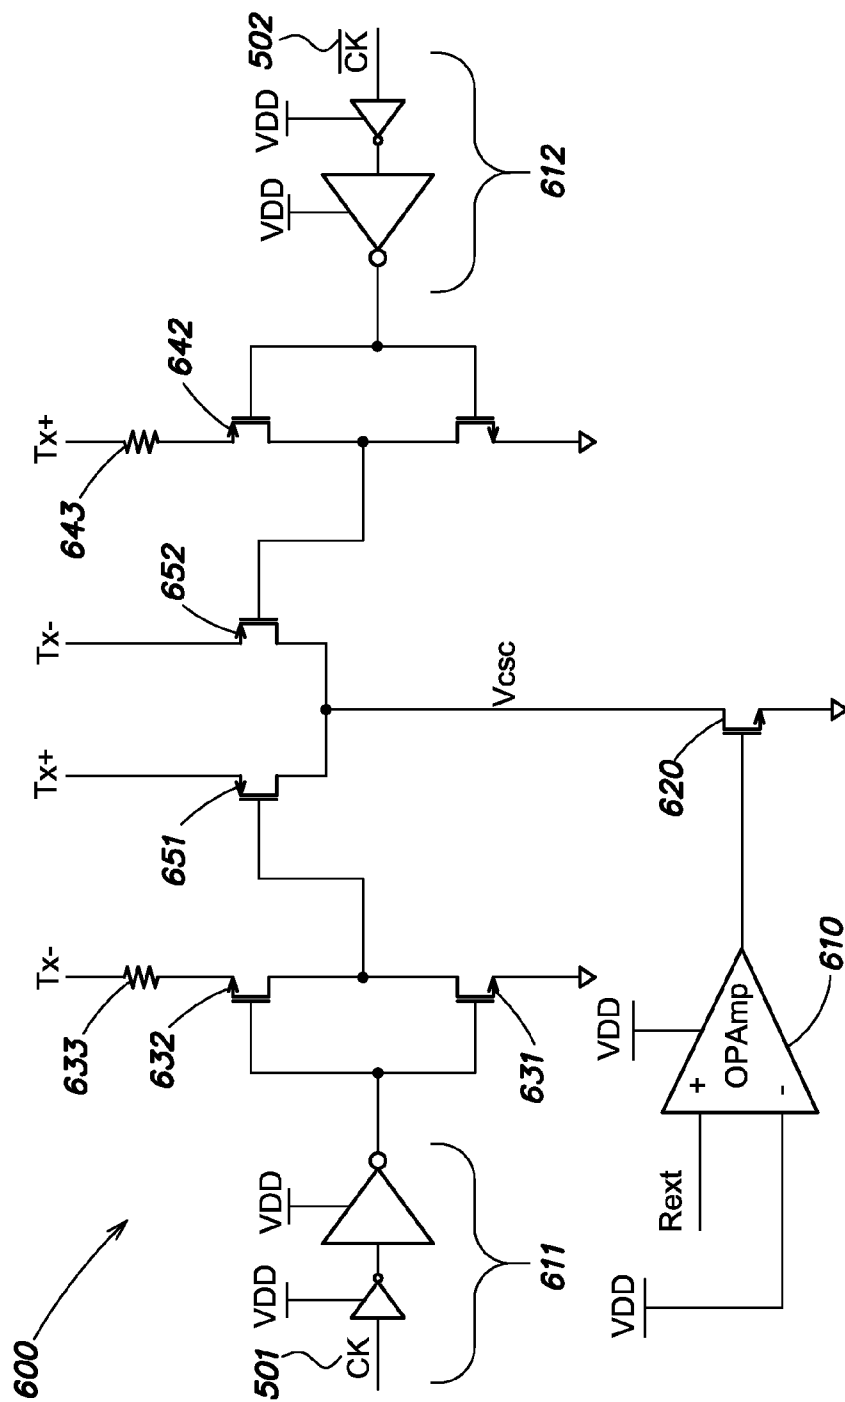 600
Tx-
Tx+
Tx-
Tx+
633
632
651
652
643
642
502
CK
VDD
VDD
612
VDD
VDD
501
CK
611
631
Vcsc
620
VDD
+
OPAmp
-
610
Rext
VDD